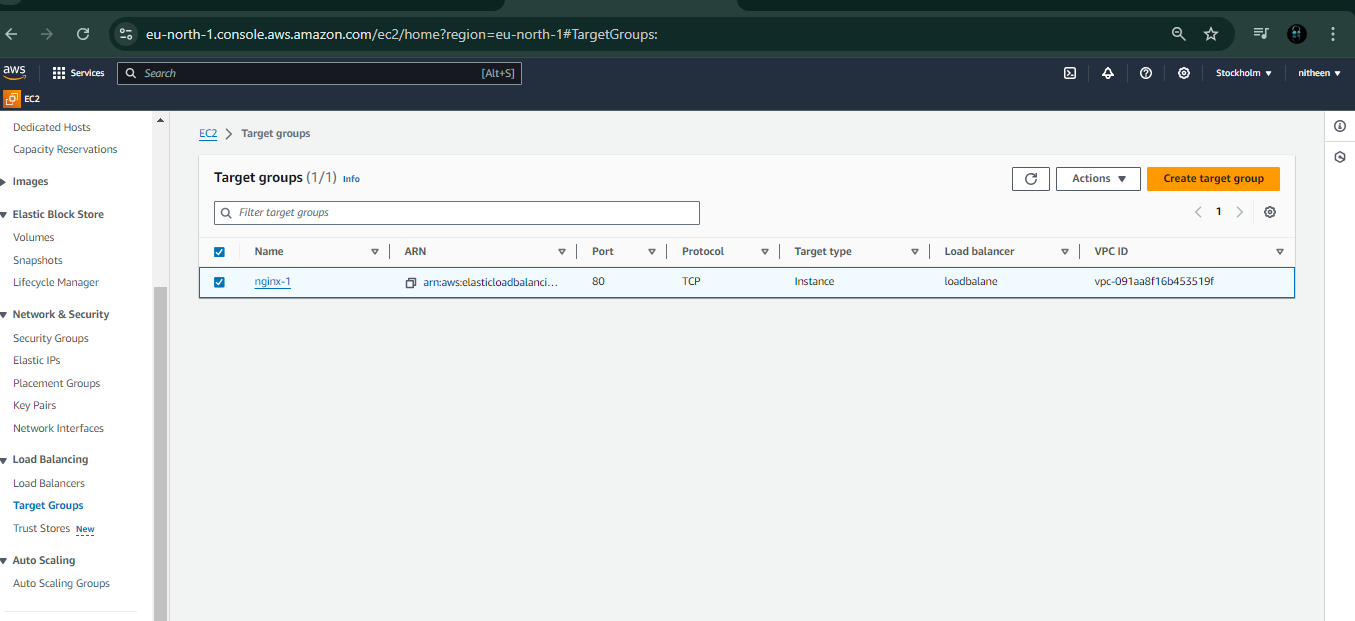 eu-north-1.console.aws.amazon.com/ec2/home?region=eu-north-1#TargetGroups:
aws Services Search [Alt+S] Stockholm ▼ nitheen ▼
EC2
Dedicated Hosts
Capacity Reservations
Images
Elastic Block Store
Volumes
Snapshots
Lifecycle Manager
Network & Security
Security Groups
Elastic IPs
Placement Groups
Key Pairs
Network Interfaces
Load Balancing
Load Balancers
Target Groups
Trust Stores New
Auto Scaling
Auto Scaling Groups
EC2 > Target groups
Target groups (1/1) Info
Actions ▼ Create target group
Filter target groups
1
Name ARN Port Protocol Target type Load balancer VPC ID
nginx-1 arn:aws:elasticloadbalanci... 80 TCP Instance loadbalane vpc-091aa8f16b453519f